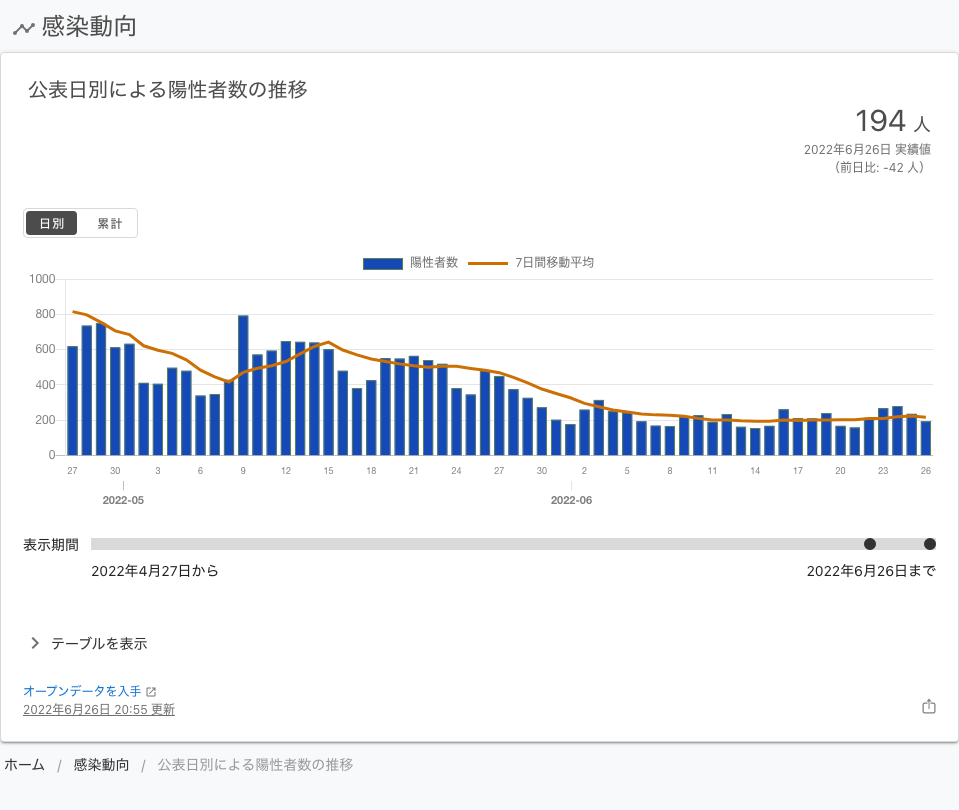 感染動向
公表日別による陽性者数の推移
194 人
2022年6月26日 実績値
（前日比: -42 人）
日別 累計
陽性者数 7日間移動平均
1000
800
600
400
200
0
27 30 3 6 9 12 15 18 21 24 27 30 2 5 8 11 14 17 20 23 26
2022-05 2022-06
表示期間
2022年4月27日から 2022年6月26日まで
テーブルを表示
オープンデータを入手
2022年6月26日 20:55 更新
ホーム / 感染動向 / 公表日別による陽性者数の推移